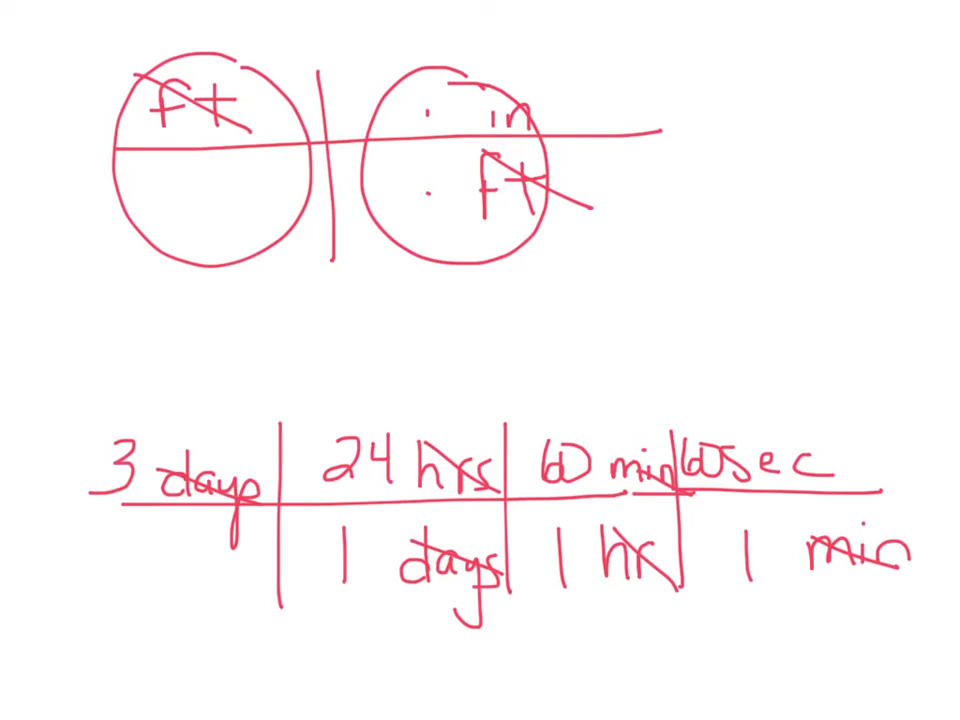 ft in
ft
3 days 24 hrs 60 min 60 sec
1 days 1 hr 1 min